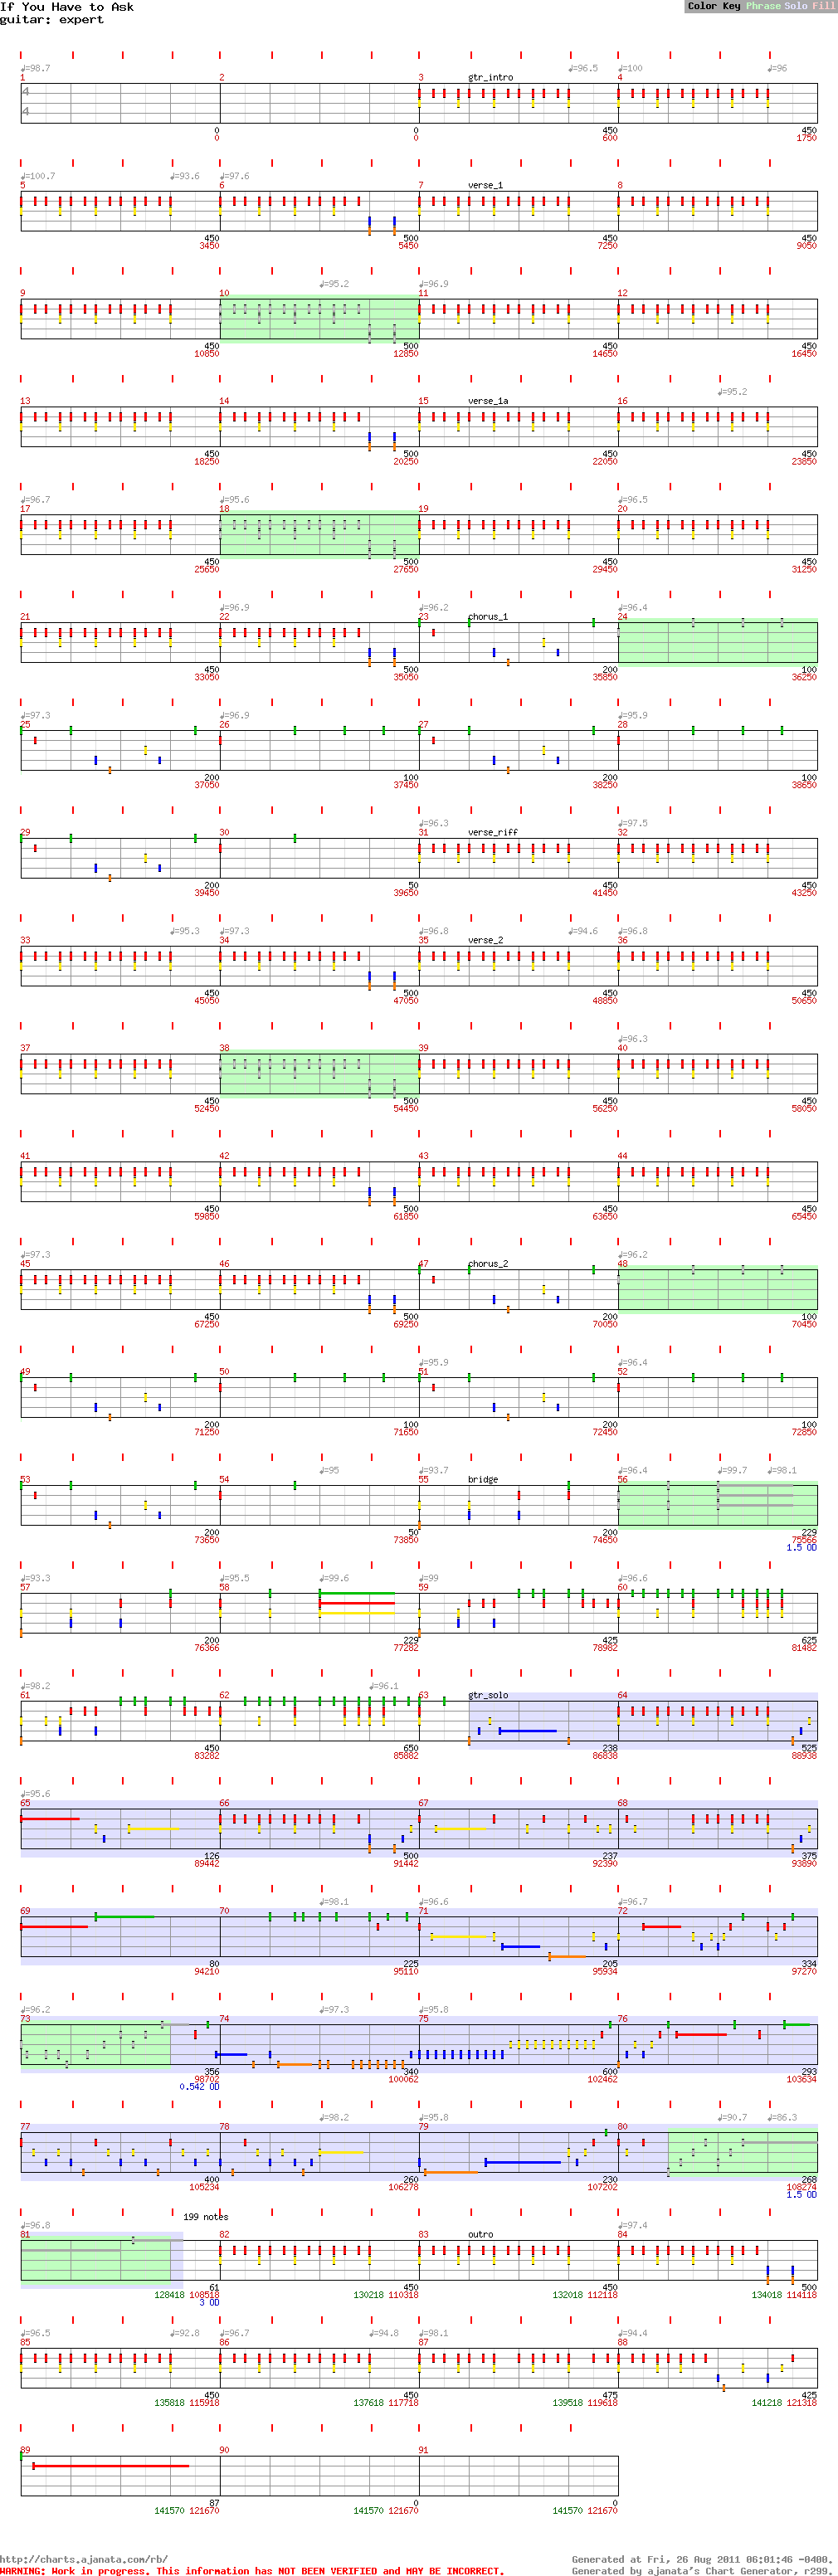 If You Have to Ask
guitar: expert
Color Key Phrase Solo Fill
♩=98.7 ♩=96.5 ♩=100 ♩=96
1 2 3 gtr_intro 4
4
4
0 0 450 450
0 0 600 1750
♩=100.7 ♩=93.6 ♩=97.6
5 6 7 verse_1 8
450 500 450 450
3450 5450 7250 9050
♩=95.2 ♩=96.9
9 10 11 12
450 500 450 450
10850 12850 14650 16450
♩=95.2
13 14 15 verse_1a 16
450 500 450 450
18250 20250 22050 23850
♩=96.7 ♩=95.6 ♩=96.5
17 18 19 20
450 500 450 450
25650 27650 29450 31250
♩=96.9 ♩=96.2 ♩=96.4
21 22 23 chorus_1 24
450 500 200 100
33050 35050 35850 36250
♩=97.3 ♩=96.9 ♩=95.9
25 26 27 28
200 100 200 100
37050 37450 38250 38650
♩=96.3 ♩=97.5
29 30 31 verse_riff 32
200 50 450 450
39450 39650 41450 43250
♩=95.3 ♩=97.3 ♩=96.8 ♩=94.6 ♩=96.8
33 34 35 verse_2 36
450 500 450 450
45050 47050 48850 50650
♩=96.3
37 38 39 40
450 500 450 450
52450 54450 56250 58050
41 42 43 44
450 500 450 450
59850 61850 63650 65450
♩=97.3 ♩=96.2
45 46 47 chorus_2 48
450 500 200 100
67250 69250 70050 70450
♩=95.9 ♩=96.4
49 50 51 52
200 100 200 100
71250 71650 72450 72850
♩=95 ♩=93.7 ♩=96.4 ♩=99.7 ♩=98.1
53 54 55 bridge 56
200 50 200 229
73650 73850 74650 75566
1.5 OD
♩=93.3 ♩=95.5 ♩=99.6 ♩=99 ♩=96.6
57 58 59 60
200 229 425 625
76366 77282 78982 81482
♩=98.2 ♩=96.1
61 62 63 gtr_solo 64
450 650 238 525
83282 85882 86838 88938
♩=95.6
65 66 67 68
126 500 237 375
89442 91442 92390 93890
♩=98.1 ♩=96.6 ♩=96.7
69 70 71 72
80 225 205 334
94210 95110 95934 97270
♩=96.2 ♩=97.3 ♩=95.8
73 74 75 76
356 340 600 293
98702 100062 102462 103634
0.542 OD
♩=98.2 ♩=95.8 ♩=90.7 ♩=86.3
77 78 79 80
400 260 230 268
105234 106278 107202 108274
1.5 OD
199 notes
♩=96.8 ♩=97.4
81 82 83 outro 84
61 450 450 500
128418 108518 130218 110318 132018 112118 134018 114118
3 OD
♩=96.5 ♩=92.8 ♩=96.7 ♩=94.8 ♩=98.1 ♩=94.4
85 86 87 88
450 450 475 425
135818 115918 137618 117718 139518 119618 141218 121318
89 90 91
87 0 0
141570 121670 141570 121670 141570 121670
http://charts.ajanata.com/rb/ Generated at Fri, 26 Aug 2011 06:01:46 -0400.
WARNING: Work in progress. This information has NOT BEEN VERIFIED and MAY BE INCORRECT. Generated by ajanata's Chart Generator, r299.